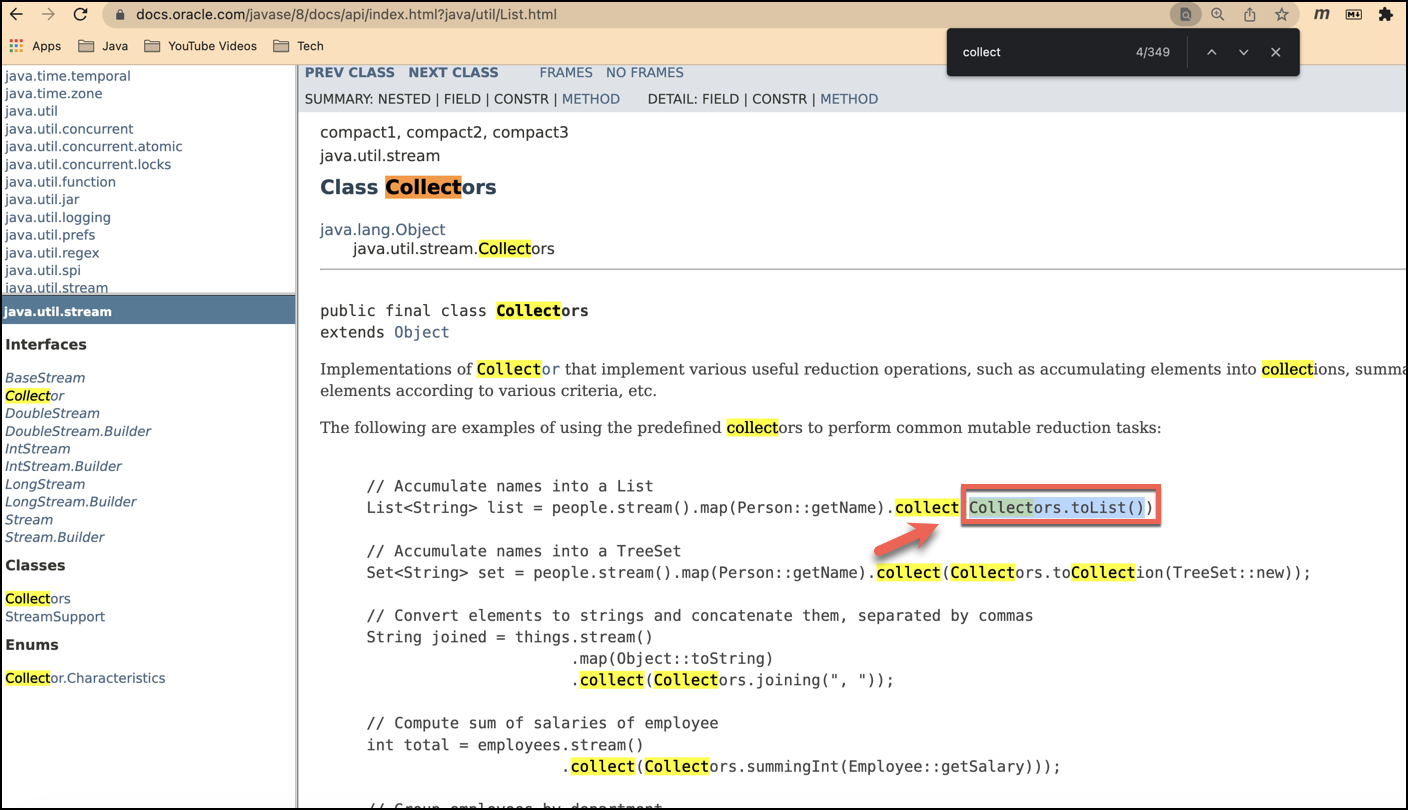 docs.oracle.com/javase/8/docs/api/index.html?java/util/List.html
Apps Java YouTube Videos Tech
collect 4/349
java.time.temporal
java.time.zone
java.util
java.util.concurrent
java.util.concurrent.atomic
java.util.concurrent.locks
java.util.function
java.util.jar
java.util.logging
java.util.prefs
java.util.regex
java.util.spi
java.util.stream
java.util.stream
Interfaces
BaseStream
Collector
DoubleStream
DoubleStream.Builder
IntStream
IntStream.Builder
LongStream
LongStream.Builder
Stream
Stream.Builder
Classes
Collectors
StreamSupport
Enums
Collector.Characteristics
PREV CLASS NEXT CLASS FRAMES NO FRAMES
SUMMARY: NESTED | FIELD | CONSTR | METHOD DETAIL: FIELD | CONSTR | METHOD
compact1, compact2, compact3
java.util.stream
Class Collectors
java.lang.Object
java.util.stream.Collectors
public final class Collectors
extends Object
Implementations of Collector that implement various useful reduction operations, such as accumulating elements into collections, summa
elements according to various criteria, etc.
The following are examples of using the predefined collectors to perform common mutable reduction tasks:
// Accumulate names into a List
List<String> list = people.stream().map(Person::getName).collect Collectors.toList())
// Accumulate names into a TreeSet
Set<String> set = people.stream().map(Person::getName).collect(Collectors.toCollection(TreeSet::new));
// Convert elements to strings and concatenate them, separated by commas
String joined = things.stream()
.map(Object::toString)
.collect(Collectors.joining(", "));
// Compute sum of salaries of employee
int total = employees.stream()
.collect(Collectors.summingInt(Employee::getSalary)));
// Group employees by department